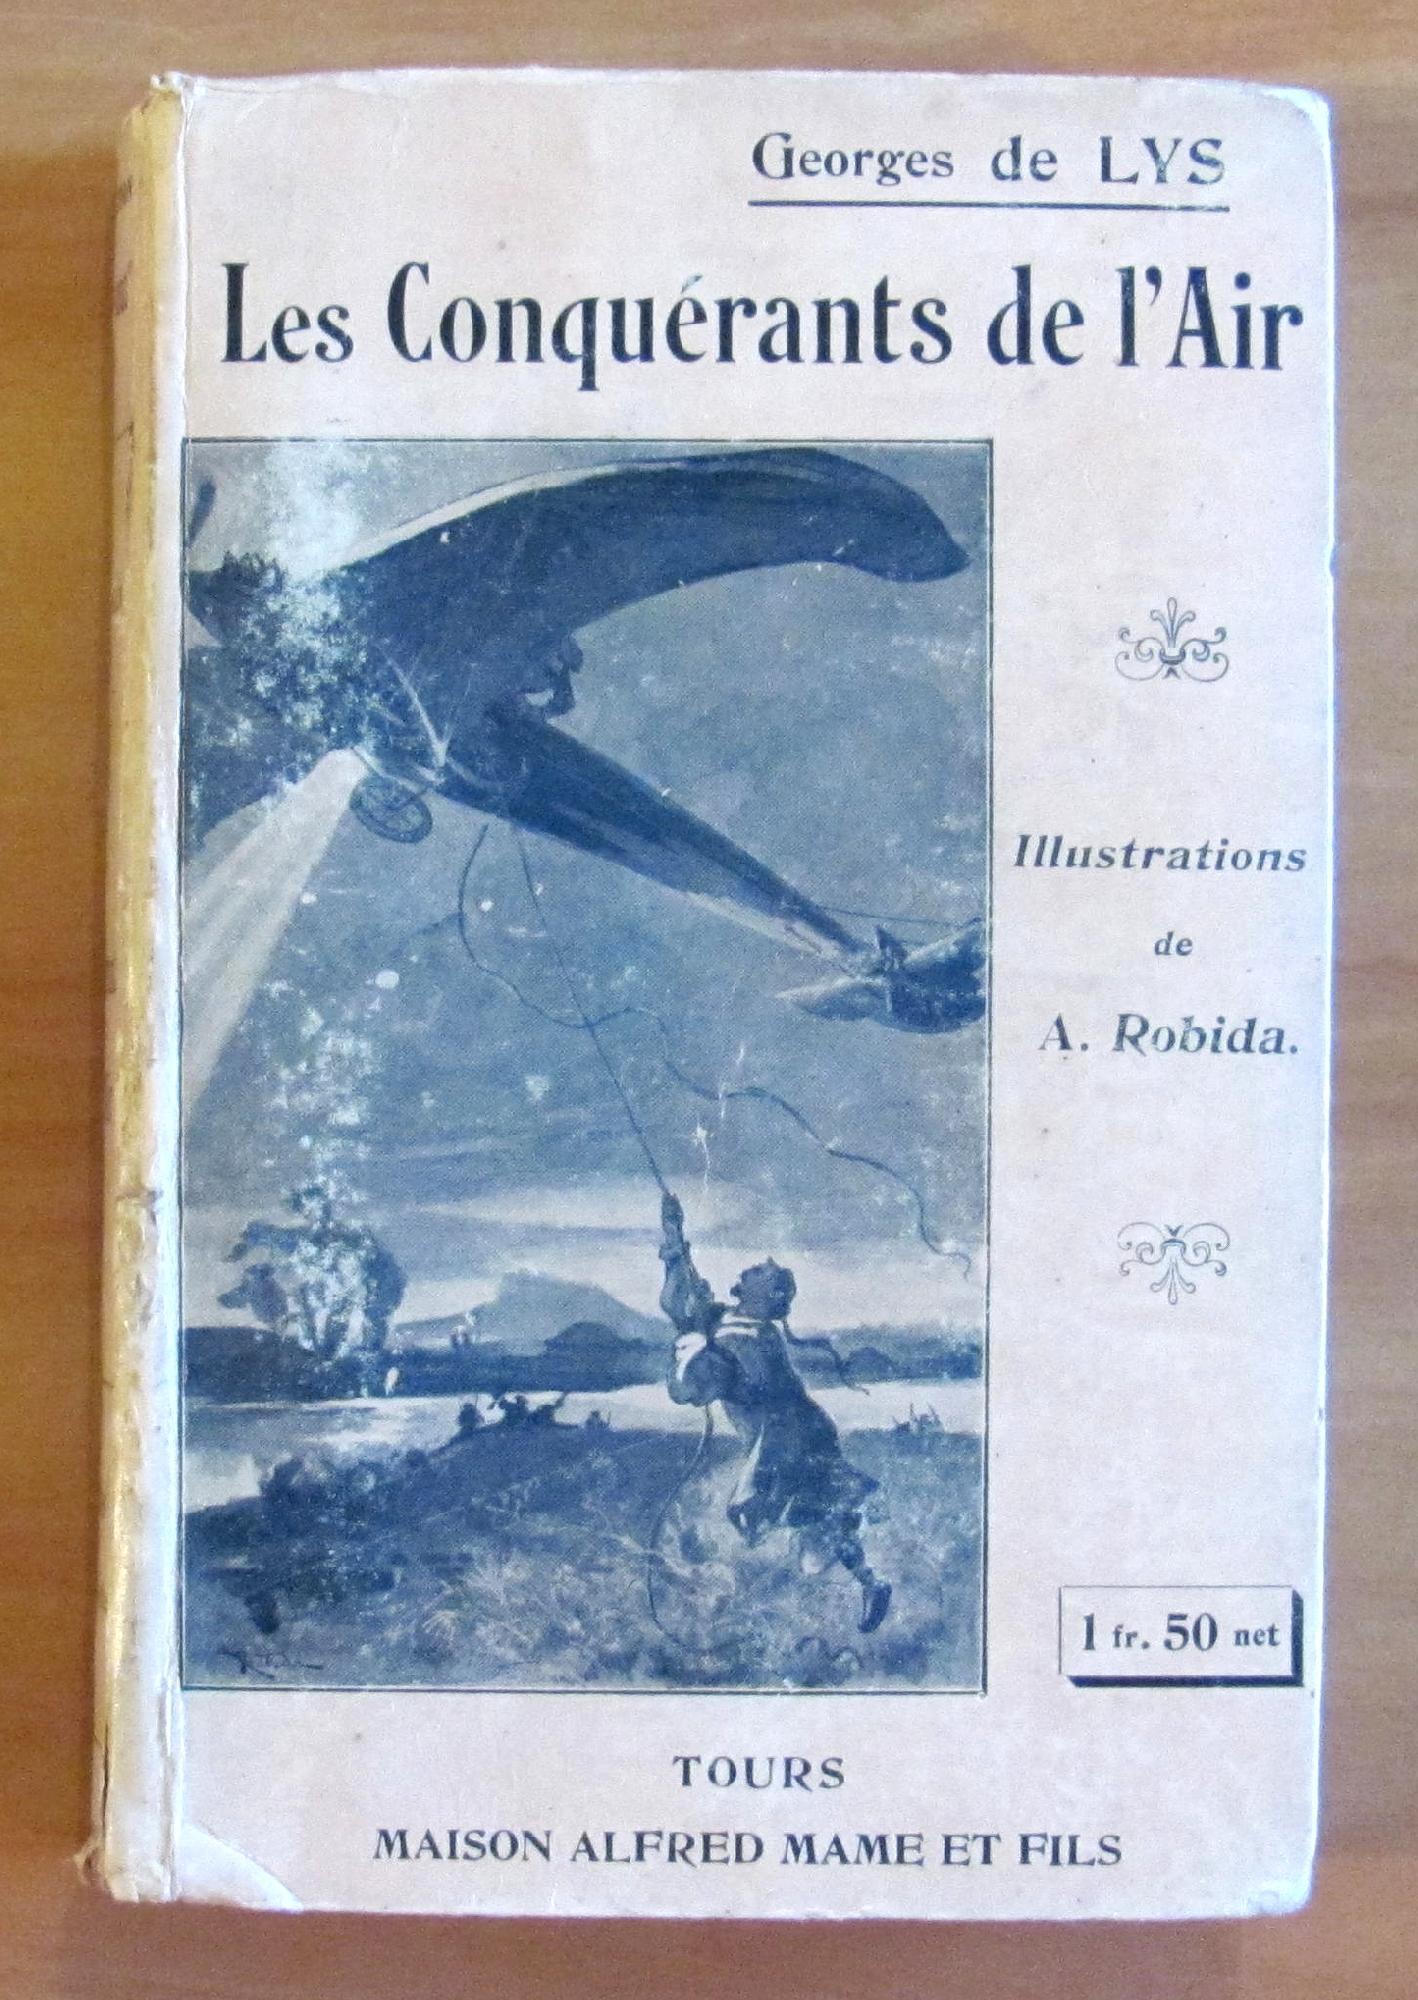 Georges de LYS
Les Conquérants de l'Air
Illustrations
de
A. Robida.
1 fr. 50 net
TOURS
MAISON ALFRED MAME ET FILS